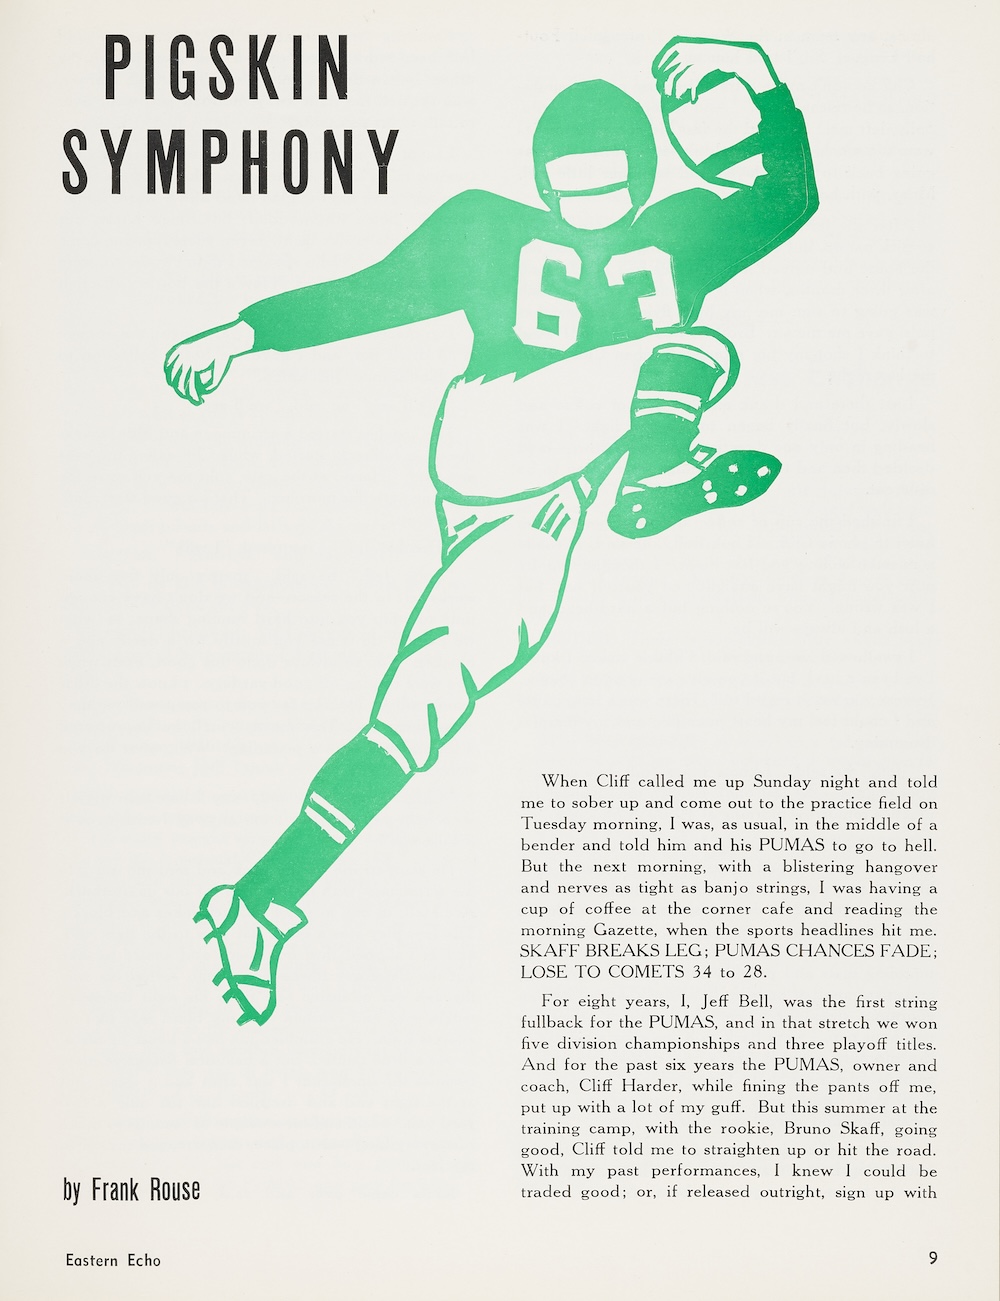 PIGSKIN
SYMPHONY
63
When Cliff called me up Sunday night and told
me to sober up and come out to the practice field on
Tuesday morning, I was, as usual, in the middle of a
bender and told him and his PUMAS to go to hell.
But the next morning, with a blistering hangover
and nerves as tight as banjo strings, I was having a
cup of coffee at the corner cafe and reading the
morning Gazette, when the sports headlines hit me.
SKAFF BREAKS LEG; PUMAS CHANCES FADE;
LOSE TO COMETS 34 to 28.
For eight years, I, Jeff Bell, was the first string
fullback for the PUMAS, and in that stretch we won
five division championships and three playoff titles.
And for the past six years the PUMAS, owner and
coach, Cliff Harder, while fining the pants off me,
put up with a lot of my guff. But this summer at the
training camp, with the rookie, Bruno Skaff, going
good, Cliff told me to straighten up or hit the road.
With my past performances, I knew I could be
traded good; or, if released outright, sign up with
by Frank Rouse
Eastern Echo
9